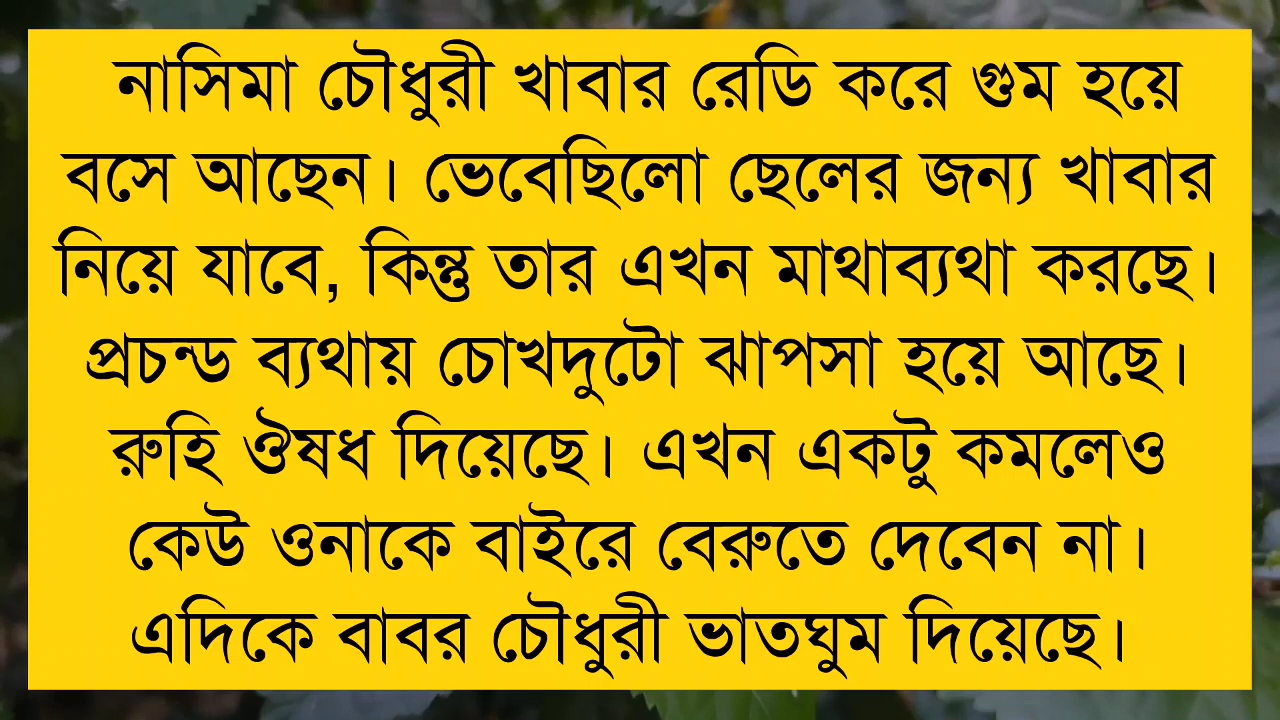 নাসিমা চৌধুরী খাবার রেডি করে গুম হয়ে
বসে আছেন। ভেবেছিলো ছেলের জন্য খাবার
নিয়ে যাবে, কিন্তু তার এখন মাথাব্যথা করছে।
প্রচন্ড ব্যথায় চোখদুটো ঝাপসা হয়ে আছে।
রুহি ঔষধ দিয়েছে। এখন একটু কমলেও
কেউ ওনাকে বাইরে বেরুতে দেবেন না।
এদিকে বাবর চৌধুরী ভাতঘুম দিয়েছে।